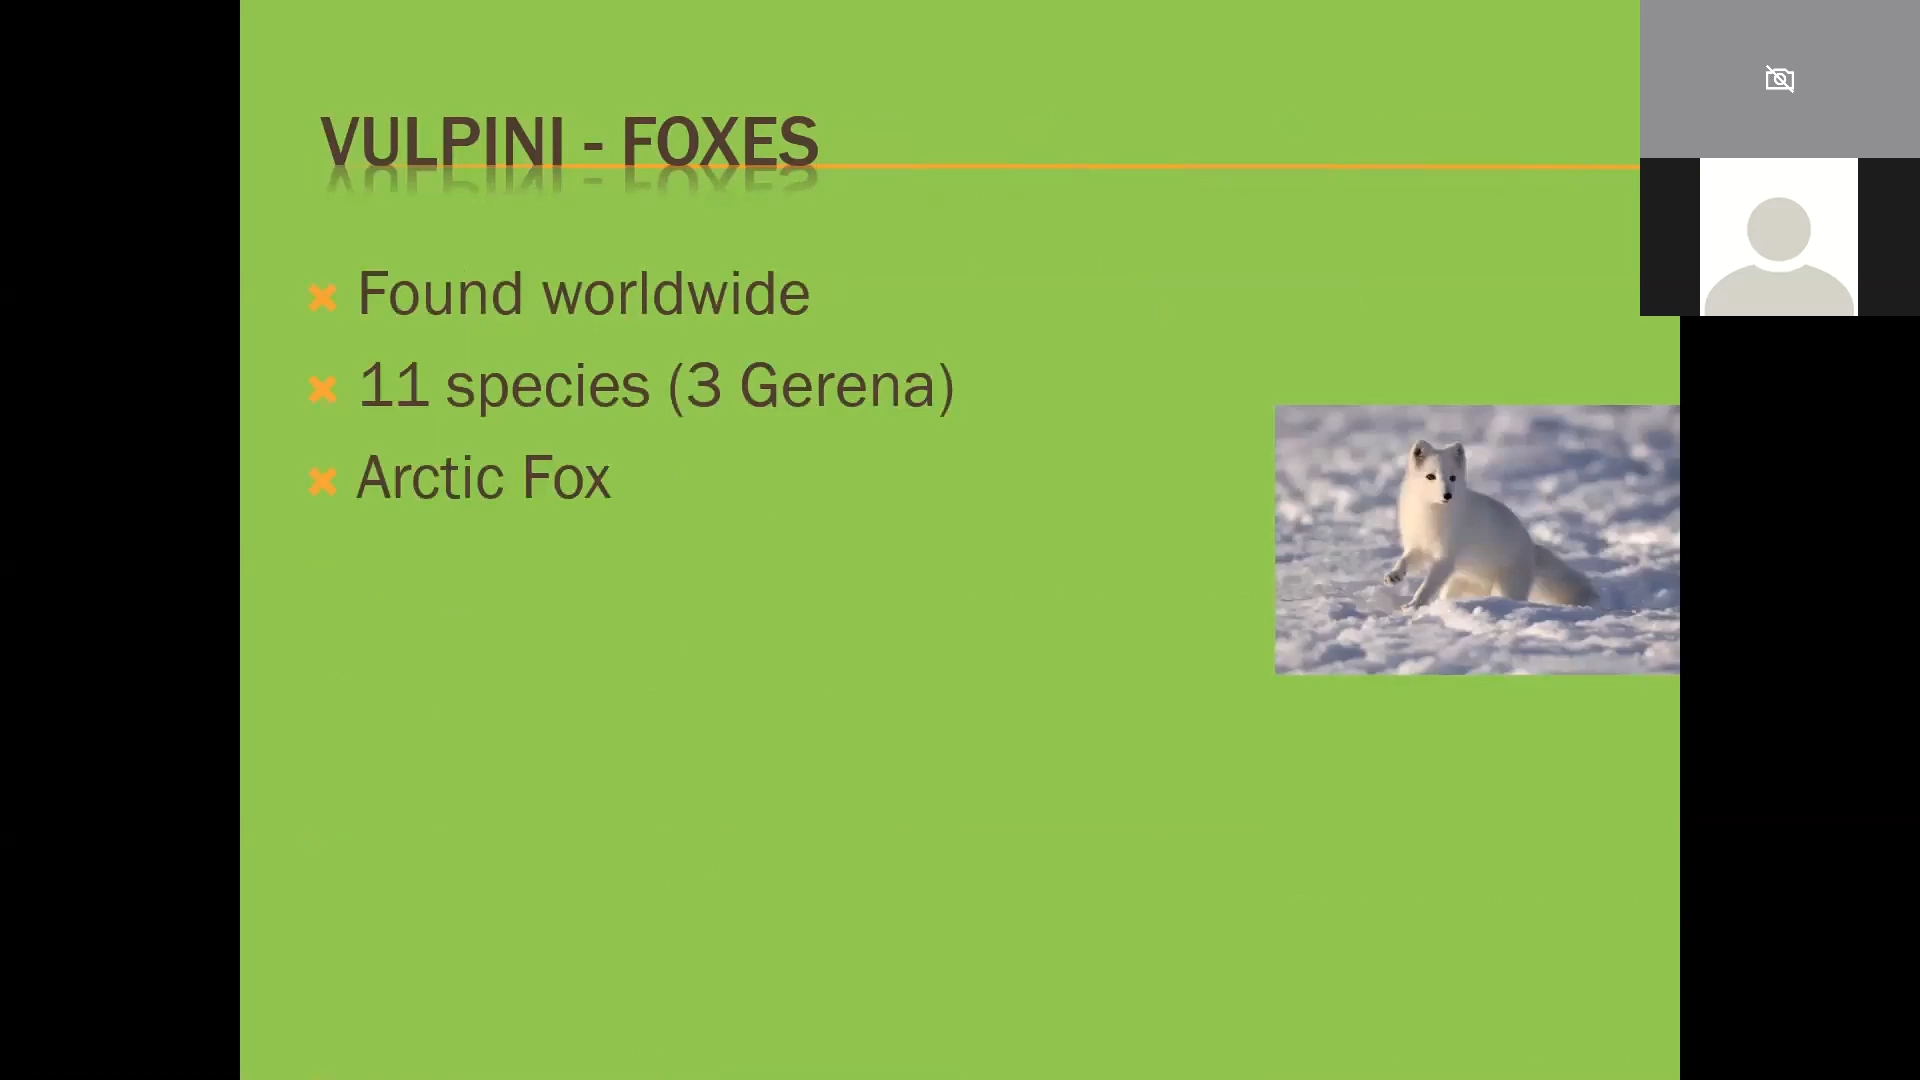 VULPINI - FOXES
Found worldwide
11 species (3 Gerena)
Arctic Fox